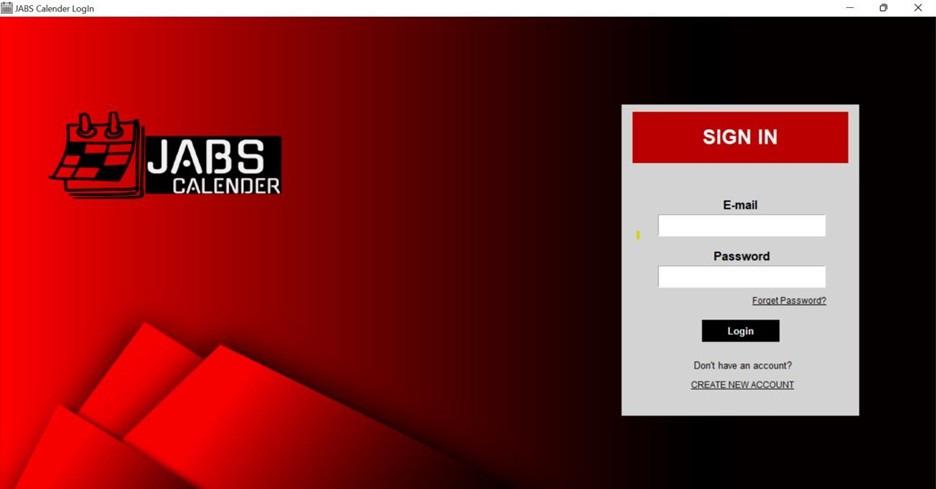 JABS Calender LogIn
JABS
CALENDER
SIGN IN
E-mail
Password
Forget Password?
Login
Don't have an account?
CREATE NEW ACCOUNT